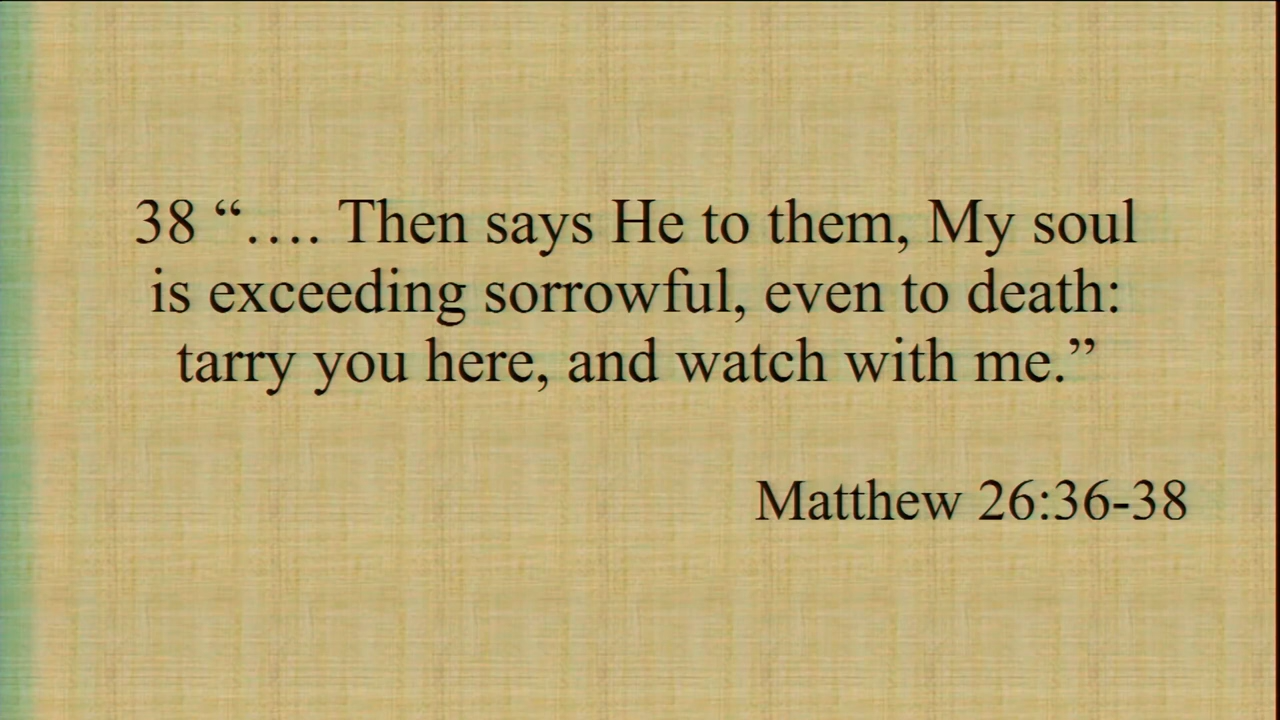 38 “…. Then says He to them, My soul
is exceeding sorrowful, even to death:
tarry you here, and watch with me.”
Matthew 26:36-38